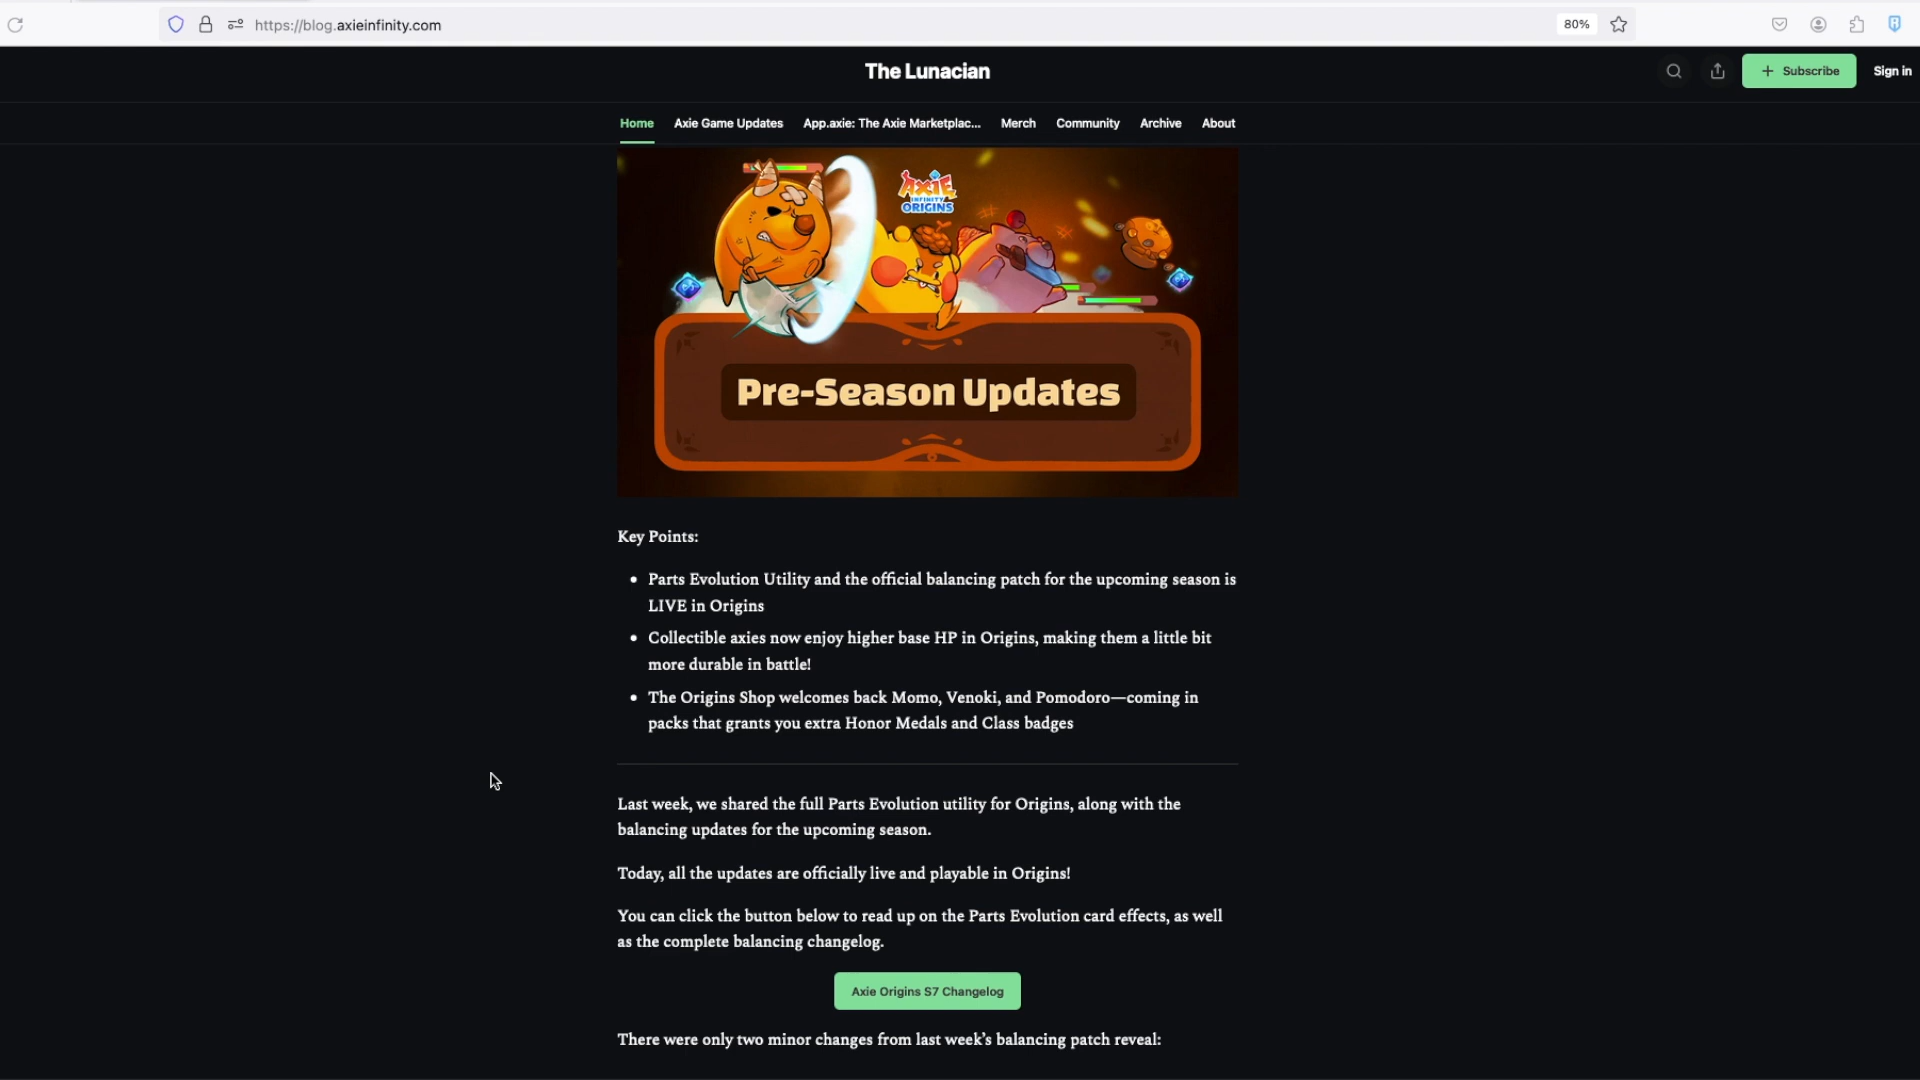 https://blog.axieinfinity.com
80%
The Lunacian
Subscribe
Sign in
Home
Axie Game Updates
App.axie: The Axie Marketplac...
Merch
Community
Archive
About
AXIE
INFINITY
ORIGINS
Pre-Season Updates
Key Points:
• Parts Evolution Utility and the official balancing patch for the upcoming season is
LIVE in Origins
• Collectible axies now enjoy higher base HP in Origins, making them a little bit
more durable in battle!
• The Origins Shop welcomes back Momo, Venoki, and Pomodoro—coming in
packs that grants you extra Honor Medals and Class badges
Last week, we shared the full Parts Evolution utility for Origins, along with the
balancing updates for the upcoming season.
Today, all the updates are officially live and playable in Origins!
You can click the button below to read up on the Parts Evolution card effects, as well
as the complete balancing changelog.
Axie Origins S7 Changelog
There were only two minor changes from last week's balancing patch reveal: